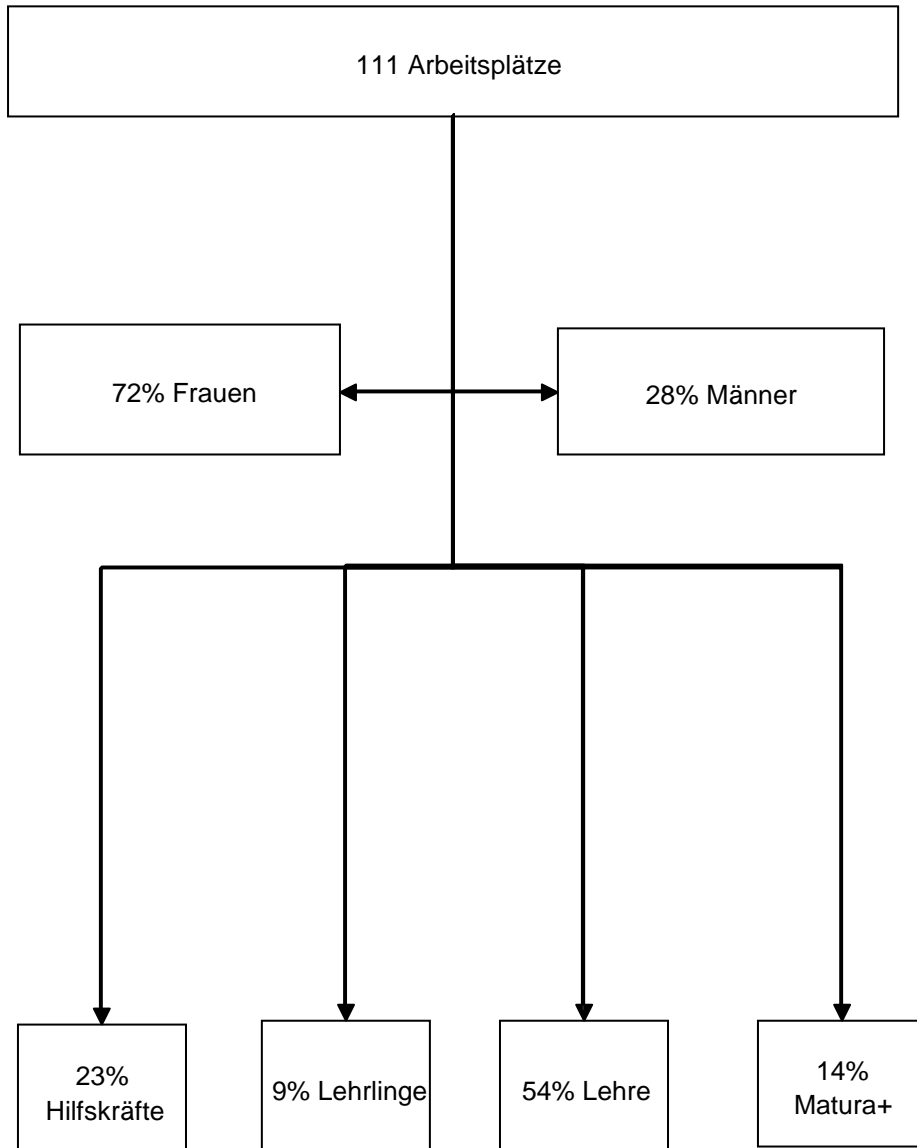 111 Arbeitsplätze
72% Frauen
28% Männer
23%
Hilfskräfte
9% Lehrlinge
54% Lehre
14%
Matura+